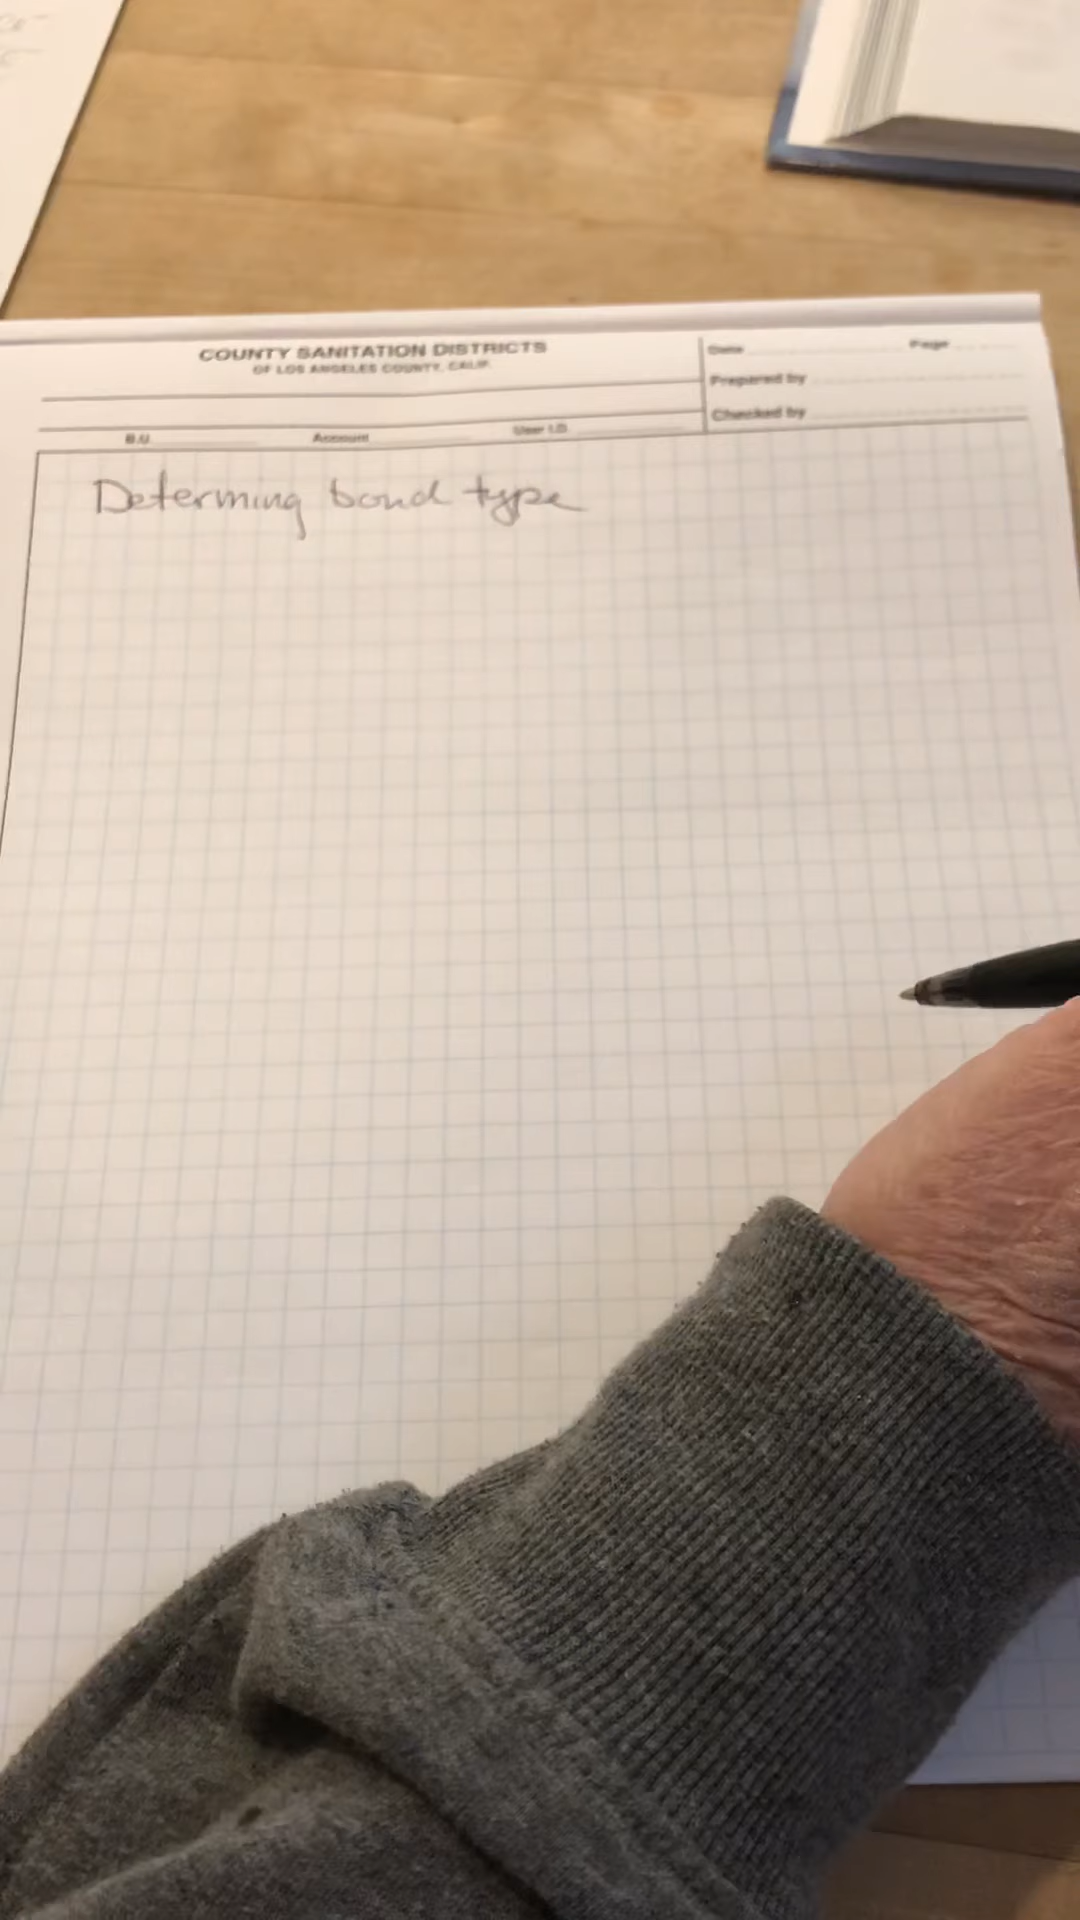 COUNTY SANITATION DISTRICTS
OF LOS ANGELES COUNTY, CALIF.
Date
Page
Prepared by
Checked by
B.U.
Account
User I.D.
Determing bond type